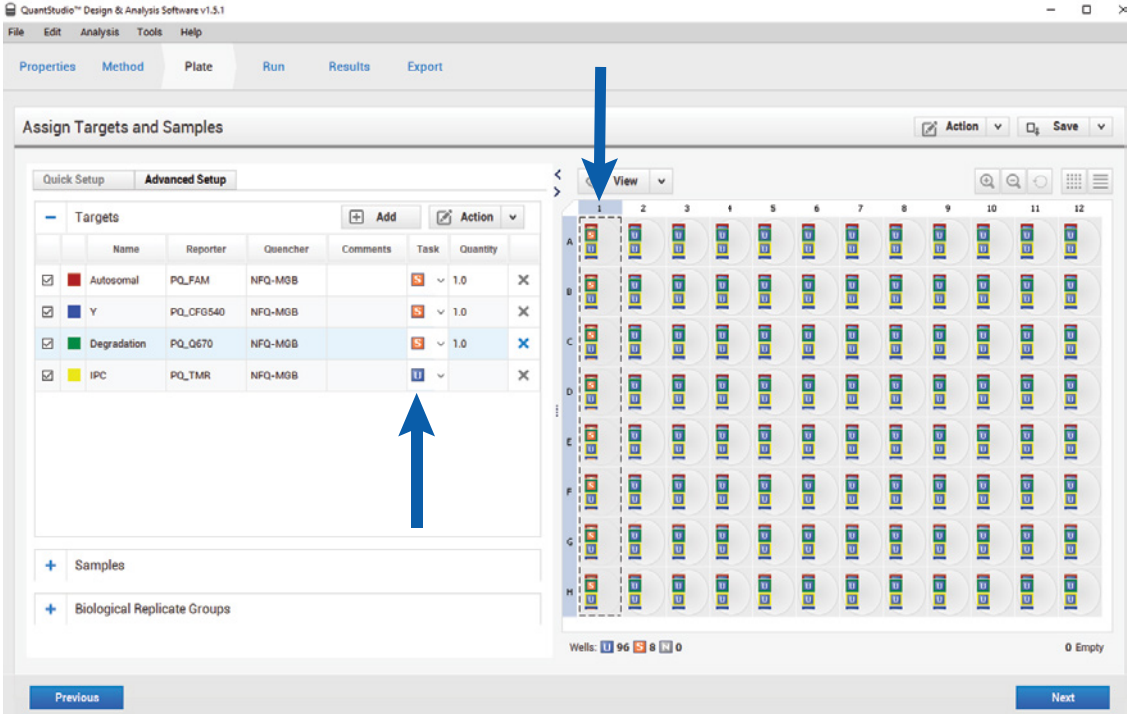 QuantStudio™ Design & Analysis Software v1.5.1
File Edit Analysis Tools Help
Properties Method Plate Run Results Export
Assign Targets and Samples
Action Save
Quick Setup Advanced Setup
View
Targets Add Action
Name Reporter Quencher Comments Task Quantity
Autosomal PQ_FAM NFQ-MGB S 1.0
Y PQ_CFG540 NFQ-MGB S 1.0
Degradation PQ_Q670 NFQ-MGB S 1.0
IPC PQ_TMR NFQ-MGB U
Samples
Biological Replicate Groups
1 2 3 4 5 6 7 8 9 10 11 12
A S U U U U U U U U U U U
U U U U U U U U U U U U
B S U U U U U U U U U U U
U U U U U U U U U U U U
C S U U U U U U U U U U U
U U U U U U U U U U U U
D S U U U U U U U U U U U
U U U U U U U U U U U U
E S U U U U U U U U U U U
U U U U U U U U U U U U
F S U U U U U U U U U U U
U U U U U U U U U U U U
G S U U U U U U U U U U U
U U U U U U U U U U U U
H S U U U U U U U U U U U
U U U U U U U U U U U U
Wells: U 96 S 8 N 0 0 Empty
Previous Next